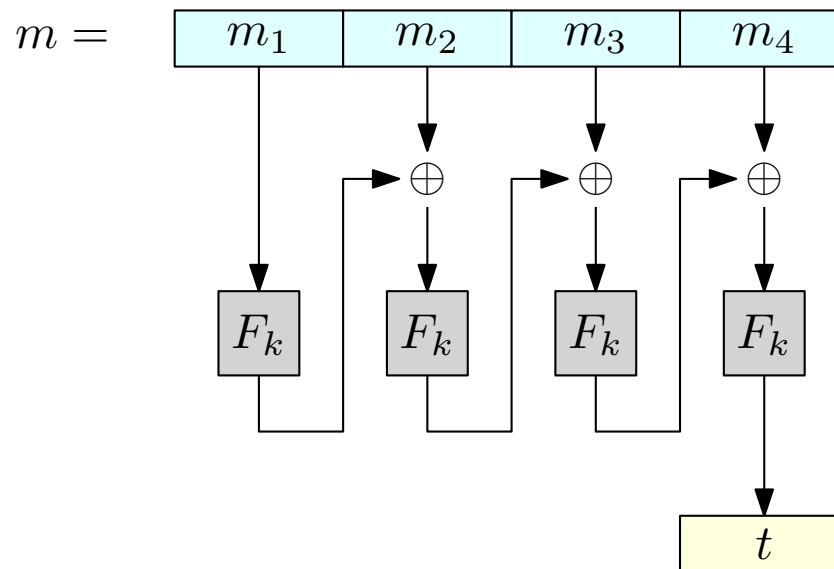 m = m₁ m₂ m₃ m₄
⊕ ⊕ ⊕
Fₖ Fₖ Fₖ Fₖ
t